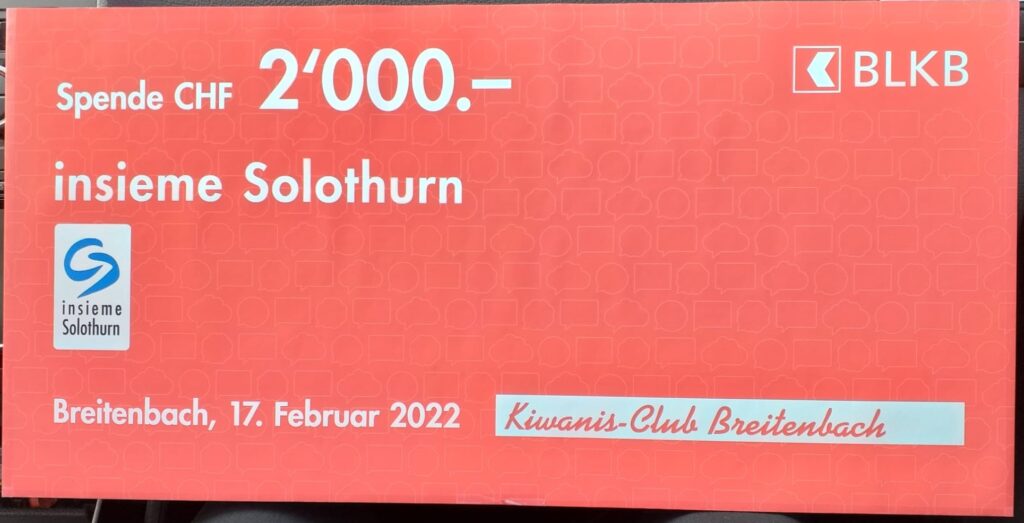 Spende CHF 2‘000.–
BLKB
insieme Solothurn
insieme
Solothurn
Breitenbach, 17. Februar 2022
Kiwanis-Club Breitenbach